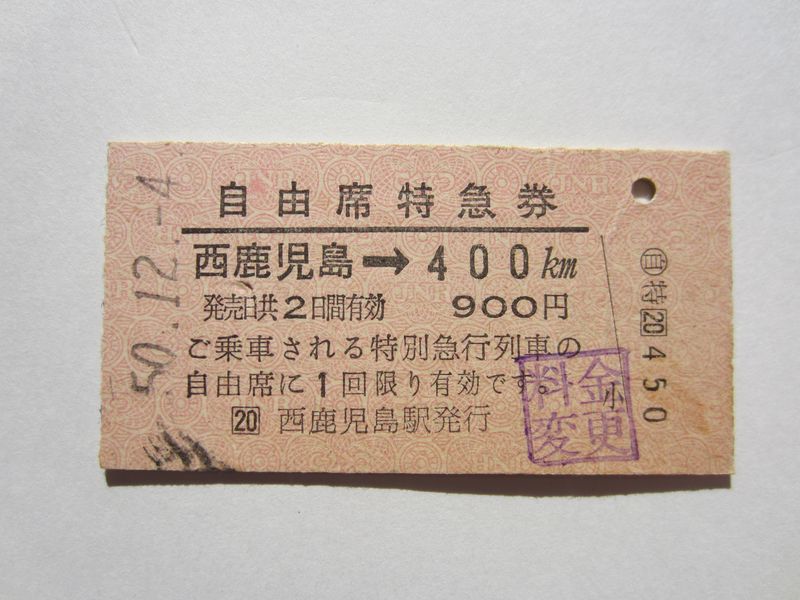 50.12.-4
自由席特急券
西鹿児島➡400km
発売日共2日間有効 900円
ご乗車される特別急行列車の
自由席に1回限り有効です。
20 西鹿児島駅発行
料金
変更
小
自特20 450